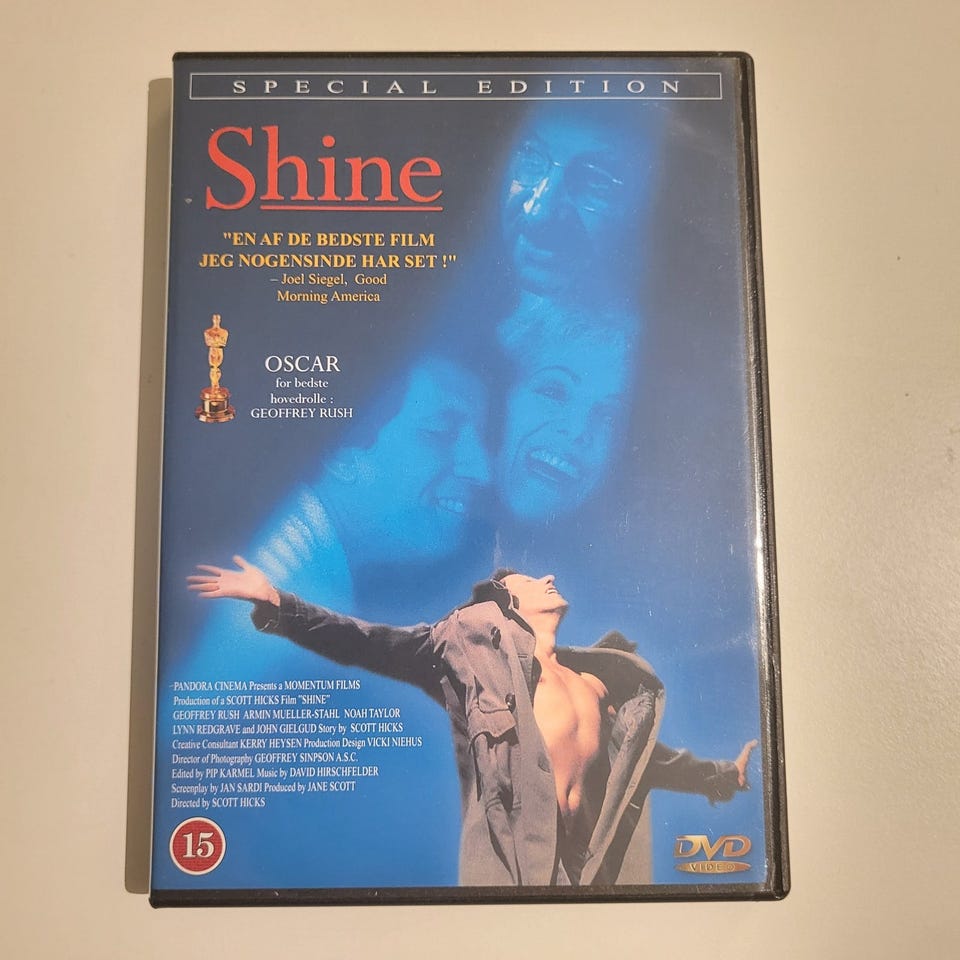 SPECIAL EDITION
Shine
"EN AF DE BEDSTE FILM
JEG NOGENSINDE HAR SET !"
– Joel Siegel, Good
Morning America
OSCAR
for bedste
hovedrolle :
GEOFFREY RUSH
PANDORA CINEMA Presents a MOMENTUM FILMS
Production of a SCOTT HICKS Film "SHINE"
GEOFFREY RUSH ARMIN MUELLER-STAHL NOAH TAYLOR
LYNN REDGRAVE and JOHN GIELGUD Story by SCOTT HICKS
Creative Consultant KERRY HEYSEN Production Design VICKI NIEHUS
Director of Photography GEOFFREY SINPSON A.S.C.
Edited by PIP KARMEL Music by DAVID HIRSCHFELDER
Screenplay by JAN SARDI Produced by JANE SCOTT
Directed by SCOTT HICKS
15
DVD
VIDEO